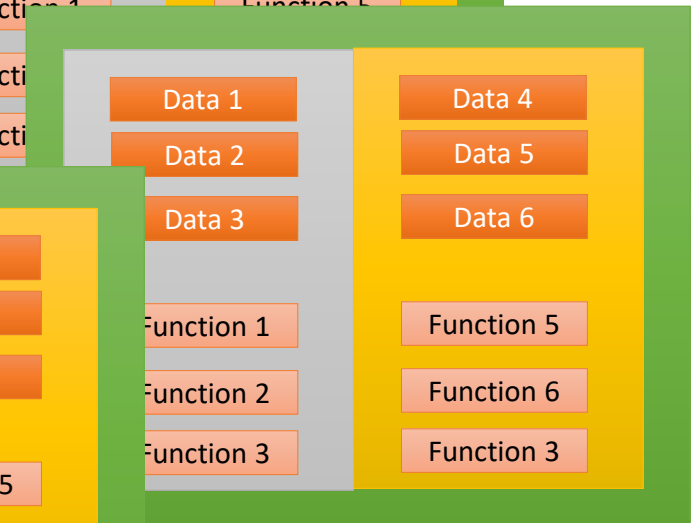 Data 1
Data 2
Data 3
Function 1
Function 2
Function 3
Data 4
Data 5
Data 6
Function 5
Function 6
Function 3
5